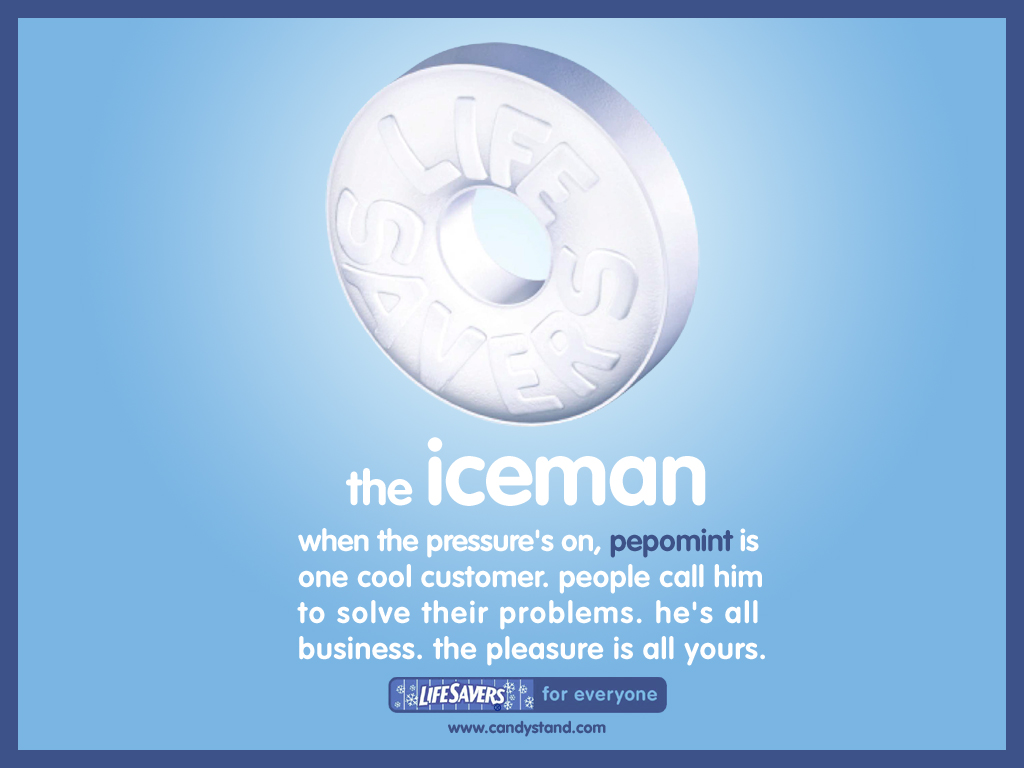 LIFE
SAVERS
the iceman
when the pressure's on, pepomint is
one cool customer. people call him
to solve their problems. he's all
business. the pleasure is all yours.
LIFESAVERS for everyone
www.candystand.com